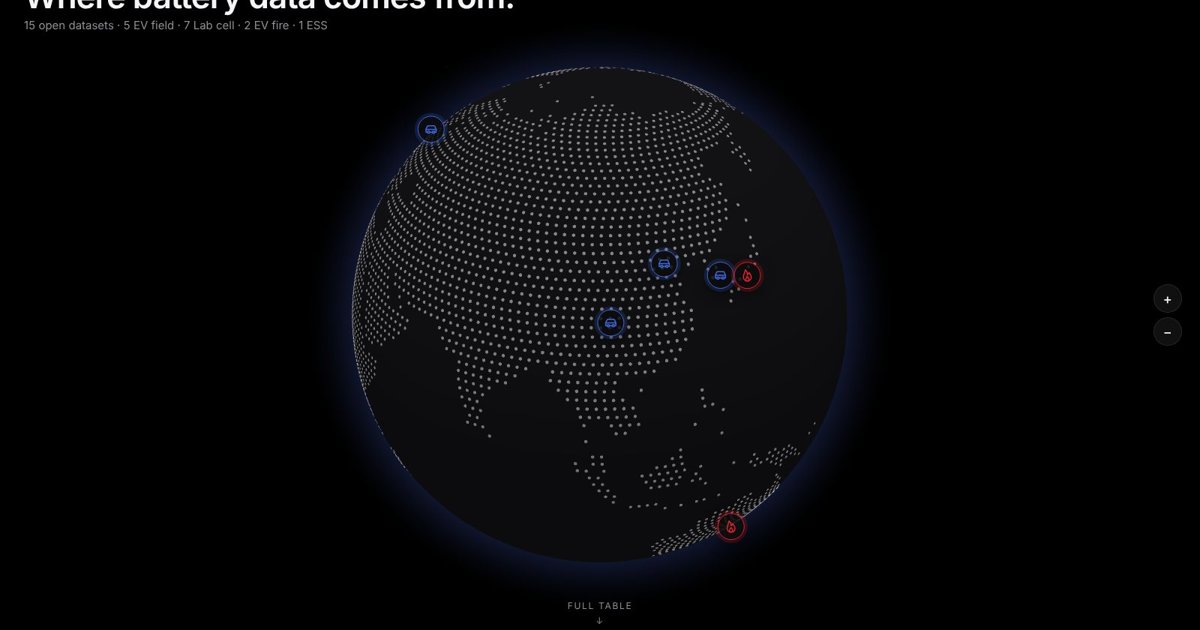 Where battery data comes from.
15 open datasets · 5 EV field · 7 Lab cell · 2 EV fire · 1 ESS
+
−
FULL TABLE
↓